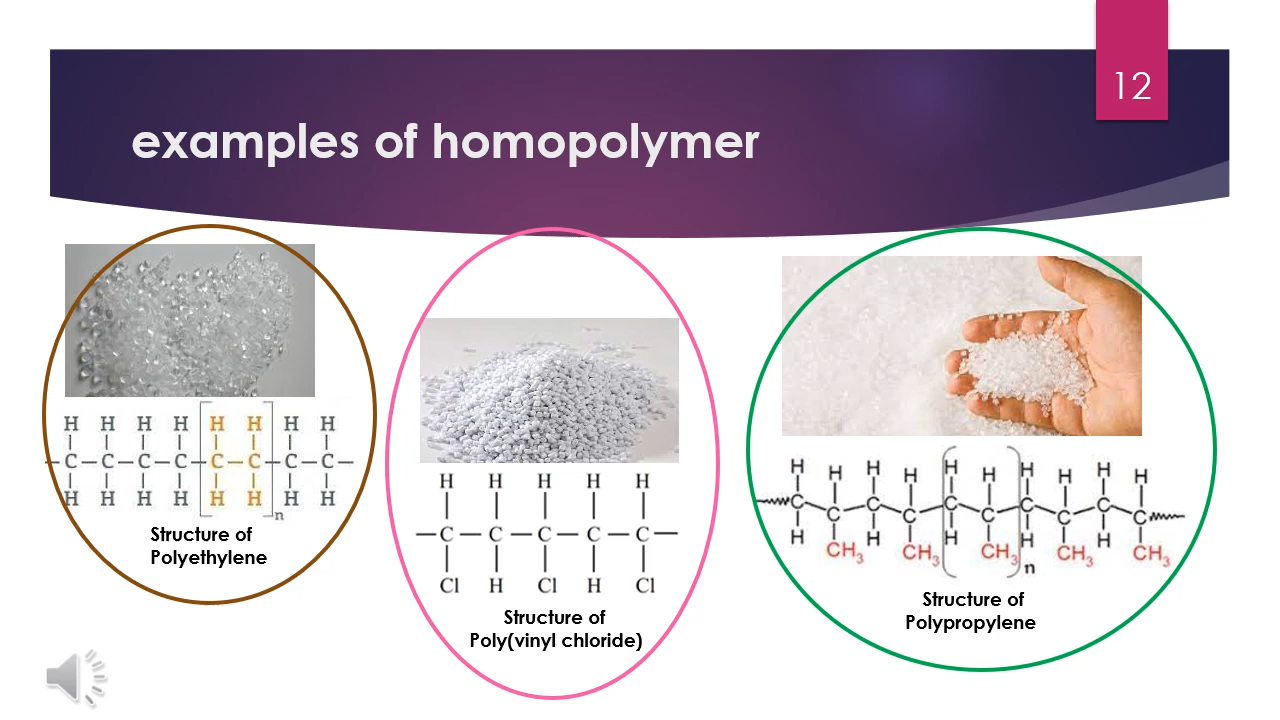 12
examples of homopolymer
H H H H H H H H
C C C C C C C C
H H H H H H H H
n
Structure of
Polyethylene
H H H H H
C C C C C
Cl H Cl H Cl
Structure of
Poly(vinyl chloride)
H H H H H H H H H H
C C C C C C C C C C
H CH3 H CH3 H CH3 H CH3 H CH3
n
Structure of
Polypropylene